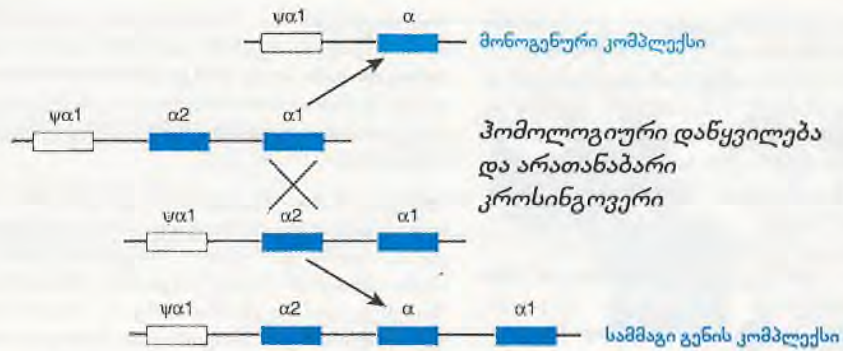 ψα1 α მონოგენური კომპლექსი
ψα1 α2 α1
ჰომოლოგიური დაწყვილება
და არათანაბარი
კროსინგოვერი
ψα1 α2 α1
ψα1 α2 α α1
სამმაგი გენის კომპლექსი